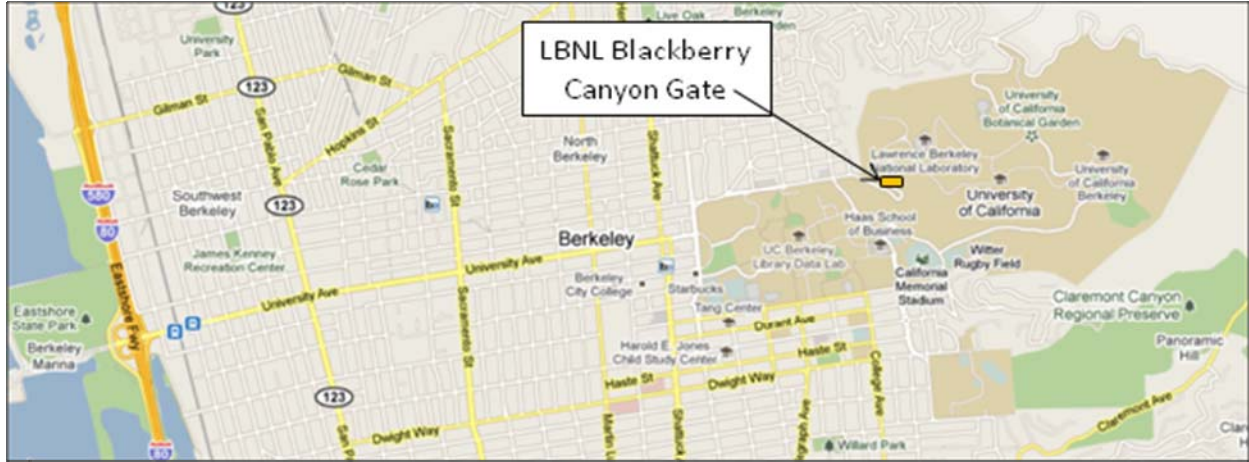 123
University
Park
Gilman St
123
Gilman St
San Pablo Ave
Hopkins St
Sacramento St
Live Oak
Berkeley
LBNL Blackberry
Canyon Gate
North
Berkeley
Shattuck Ave
University
of California
Botanical Garden
Lawrence Berkeley
National Laboratory
University
of California
University
of California
Berkeley
Cedar
Rose Park
Southwest
Berkeley
580
80
123
James Kenney
Recreation Center
Berkeley
University Ave
University Ave
Haas School
of Business
UC Berkeley
Library Data Lab
Witter
Rugby Field
California
Memorial
Stadium
Berkeley
City College
Starbucks
Tang Center
Claremont Canyon
Regional Preserve
Eastshore
State Park
Berkeley
Marina
Eastshore Fwy
Sacramento St
Durant Ave
Harold E. Jones
Child Study Center
Haste St
Haste St
Dwight Way
College Ave
Panoramic
Hill
123
Claremont Ave
Dwight Way
Shattuck
Willard Park
80